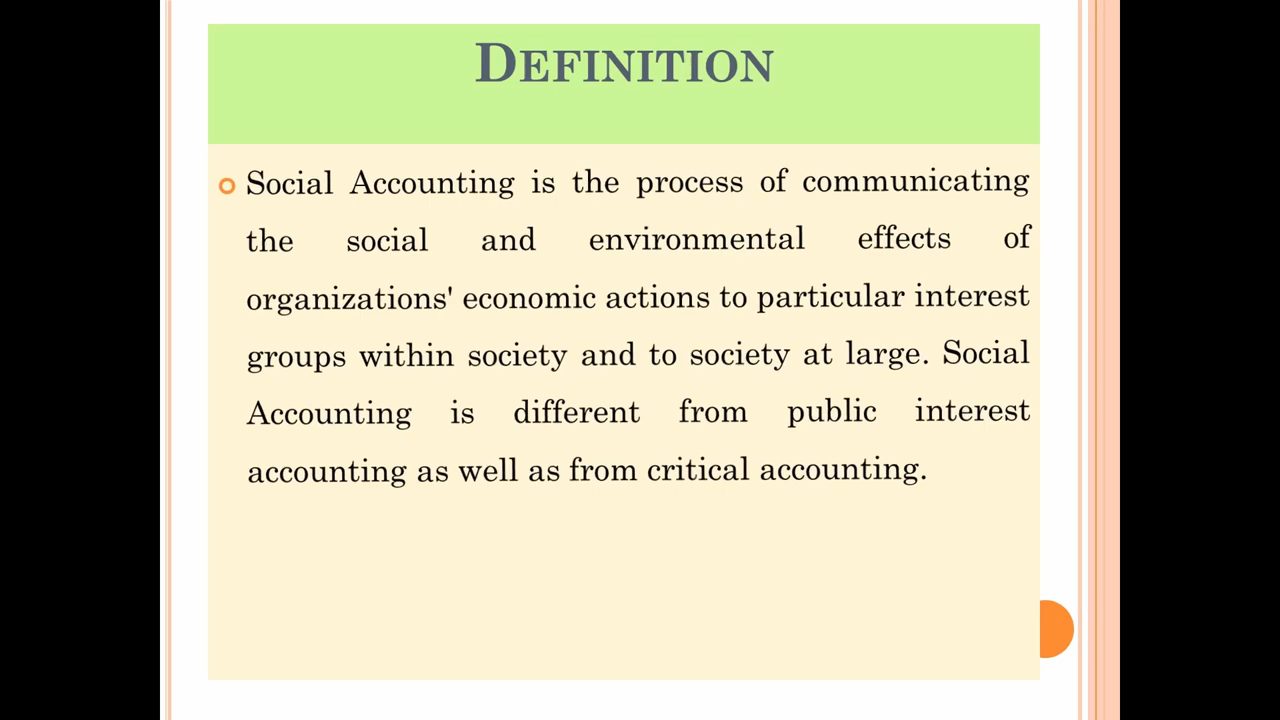 DEFINITION
Social Accounting is the process of communicating
the social and environmental effects of
organizations' economic actions to particular interest
groups within society and to society at large. Social
Accounting is different from public interest
accounting as well as from critical accounting.